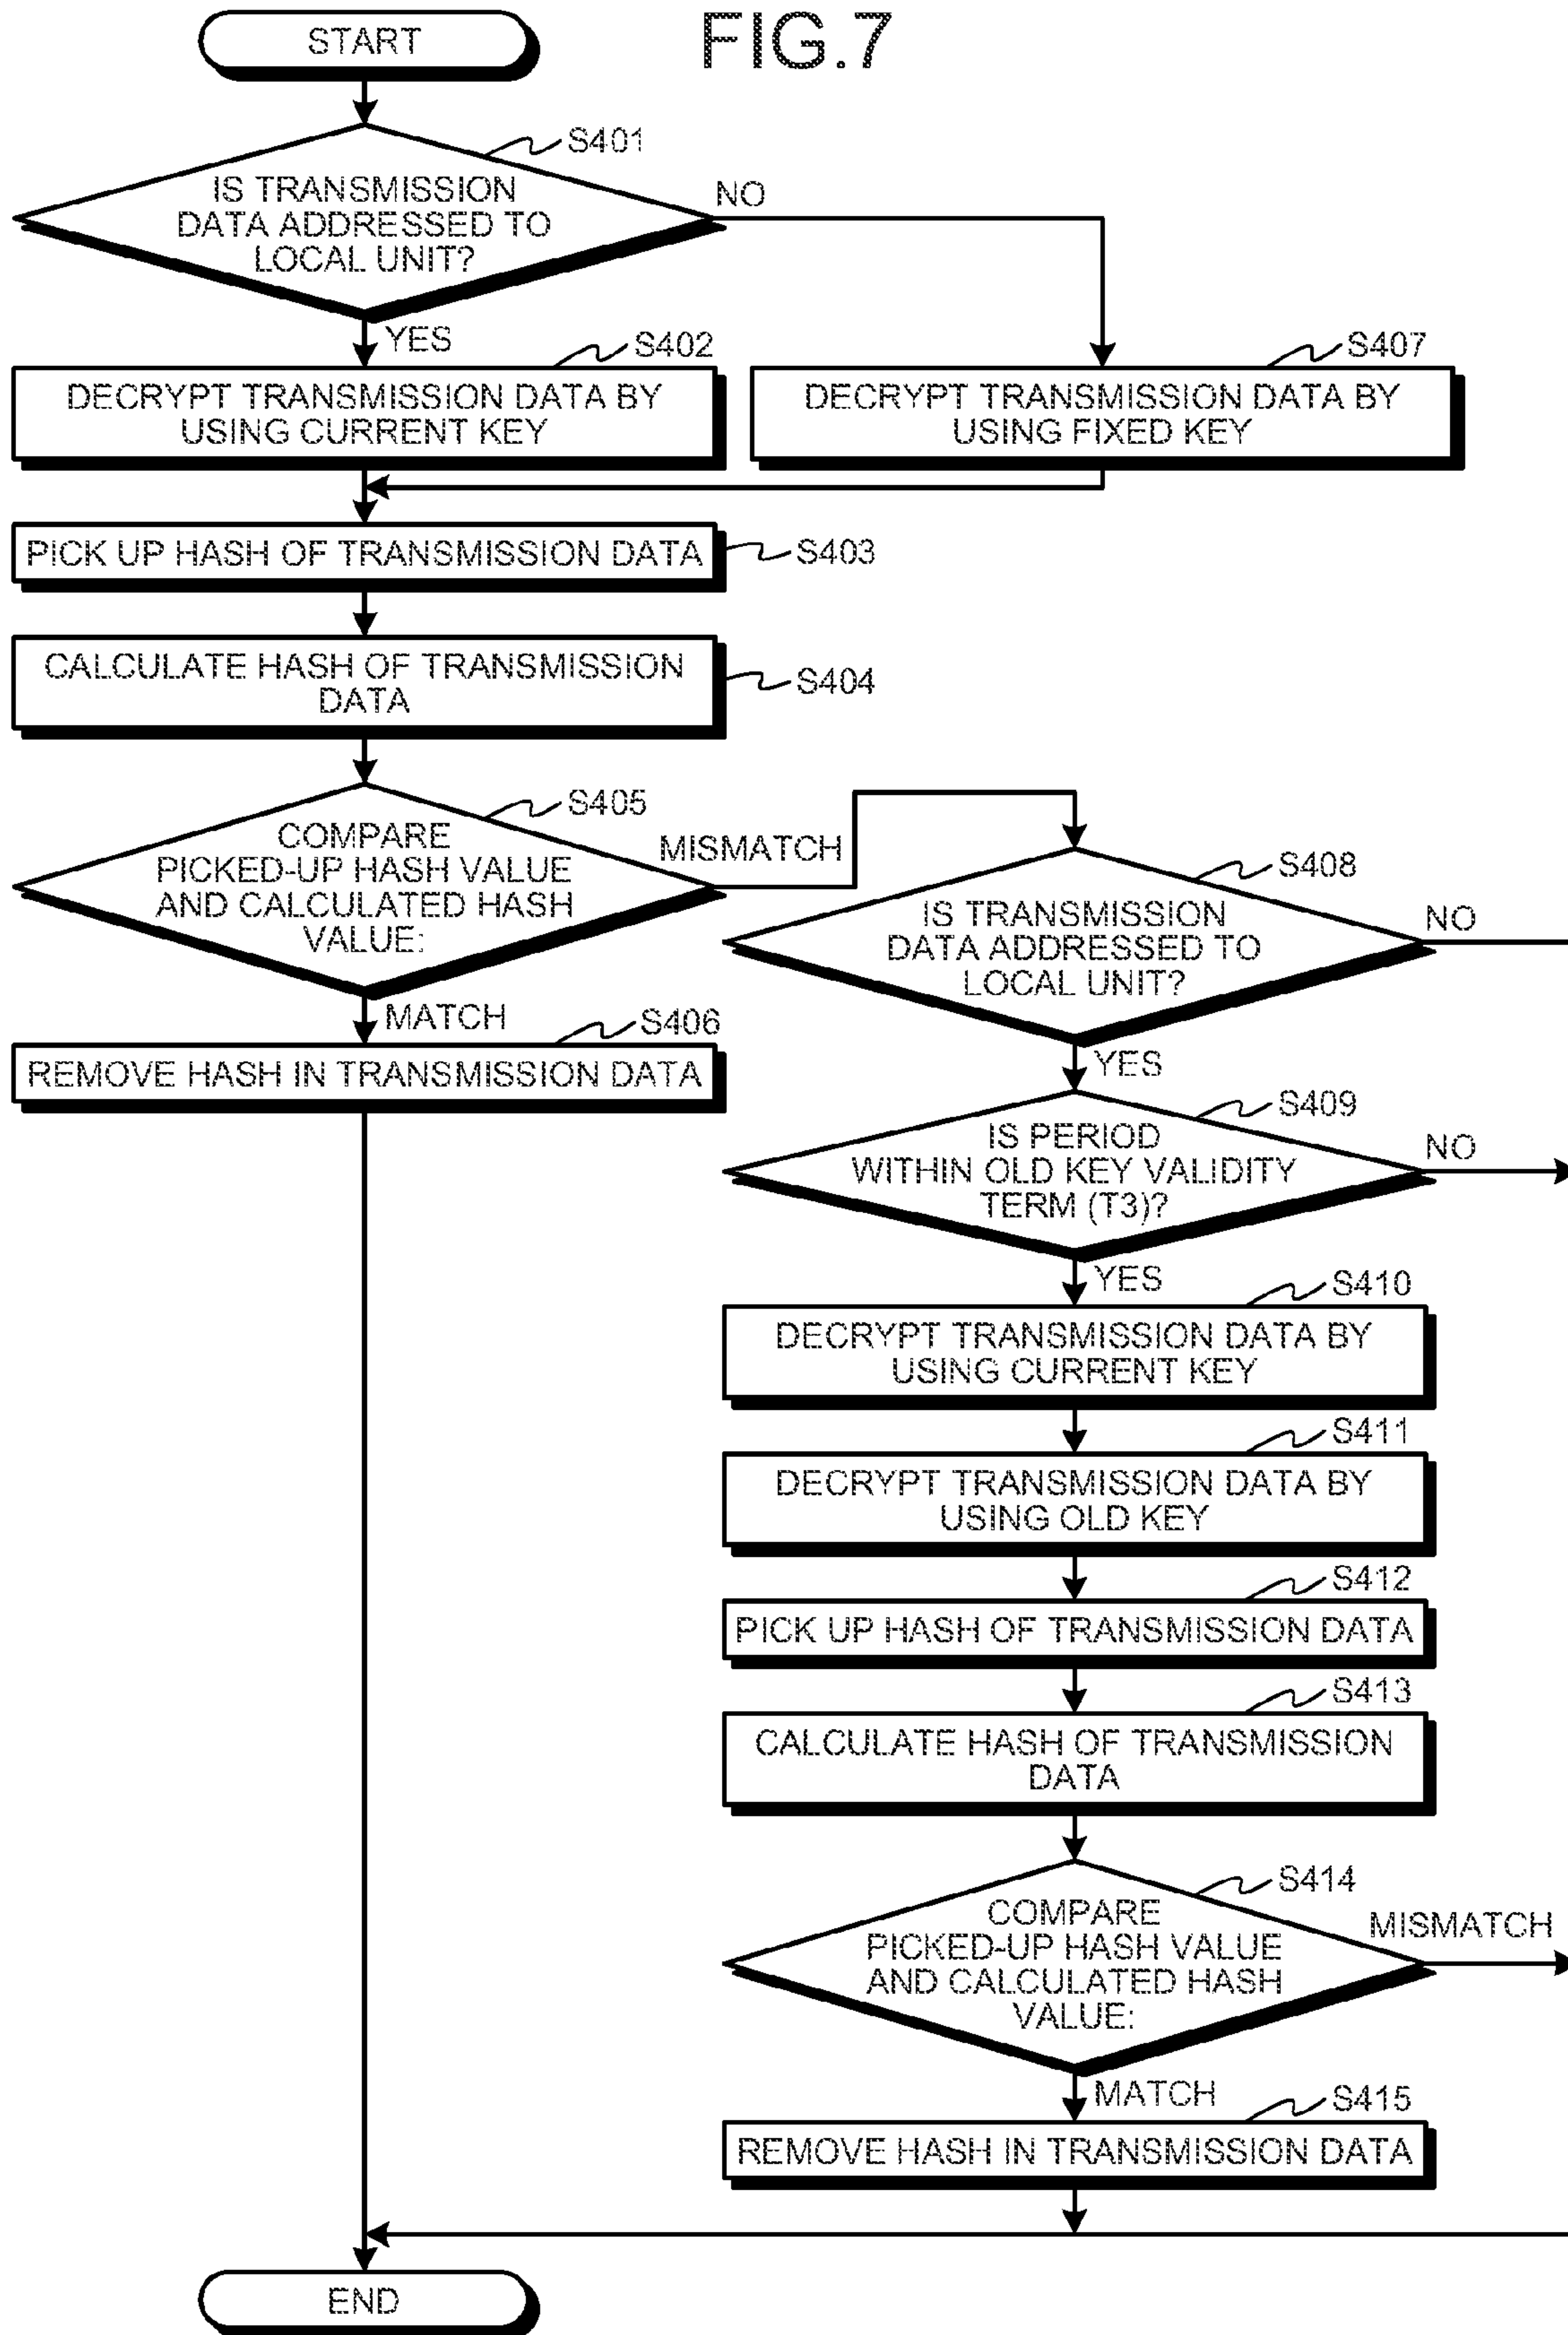 FIG.7
START
S401
IS TRANSMISSION
DATA ADDRESSED TO
LOCAL UNIT?
NO
YES
S402
DECRYPT TRANSMISSION DATA BY
USING CURRENT KEY
S407
DECRYPT TRANSMISSION DATA BY
USING FIXED KEY
PICK UP HASH OF TRANSMISSION DATA
S403
CALCULATE HASH OF TRANSMISSION
DATA
S404
S405
COMPARE
PICKED-UP HASH VALUE
AND CALCULATED HASH
VALUE:
MISMATCH
MATCH
S406
REMOVE HASH IN TRANSMISSION DATA
S408
IS TRANSMISSION
DATA ADDRESSED TO
LOCAL UNIT?
NO
YES
S409
IS PERIOD
WITHIN OLD KEY VALIDITY
TERM (T3)?
NO
YES
S410
DECRYPT TRANSMISSION DATA BY
USING CURRENT KEY
S411
DECRYPT TRANSMISSION DATA BY
USING OLD KEY
S412
PICK UP HASH OF TRANSMISSION DATA
S413
CALCULATE HASH OF TRANSMISSION
DATA
S414
COMPARE
PICKED-UP HASH VALUE
AND CALCULATED HASH
VALUE:
MISMATCH
MATCH
S415
REMOVE HASH IN TRANSMISSION DATA
END